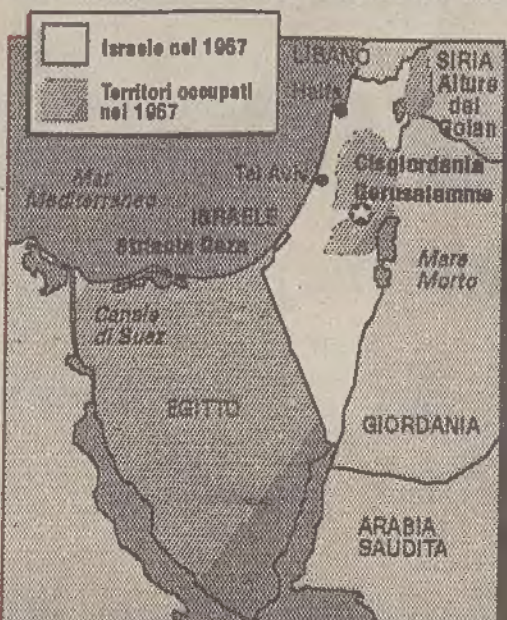 Israele nel 1967
Territori occupati
nel 1967
LIBANO
SIRIA
Alture
del
Golan
Haifa
Cisgiordania
Tel Aviv
Gerusalemme
Mar
Mediterraneo
ISRAELE
Striscia Gaza
Mare
Morto
Canale
di Suez
EGITTO
GIORDANIA
ARABIA
SAUDITA